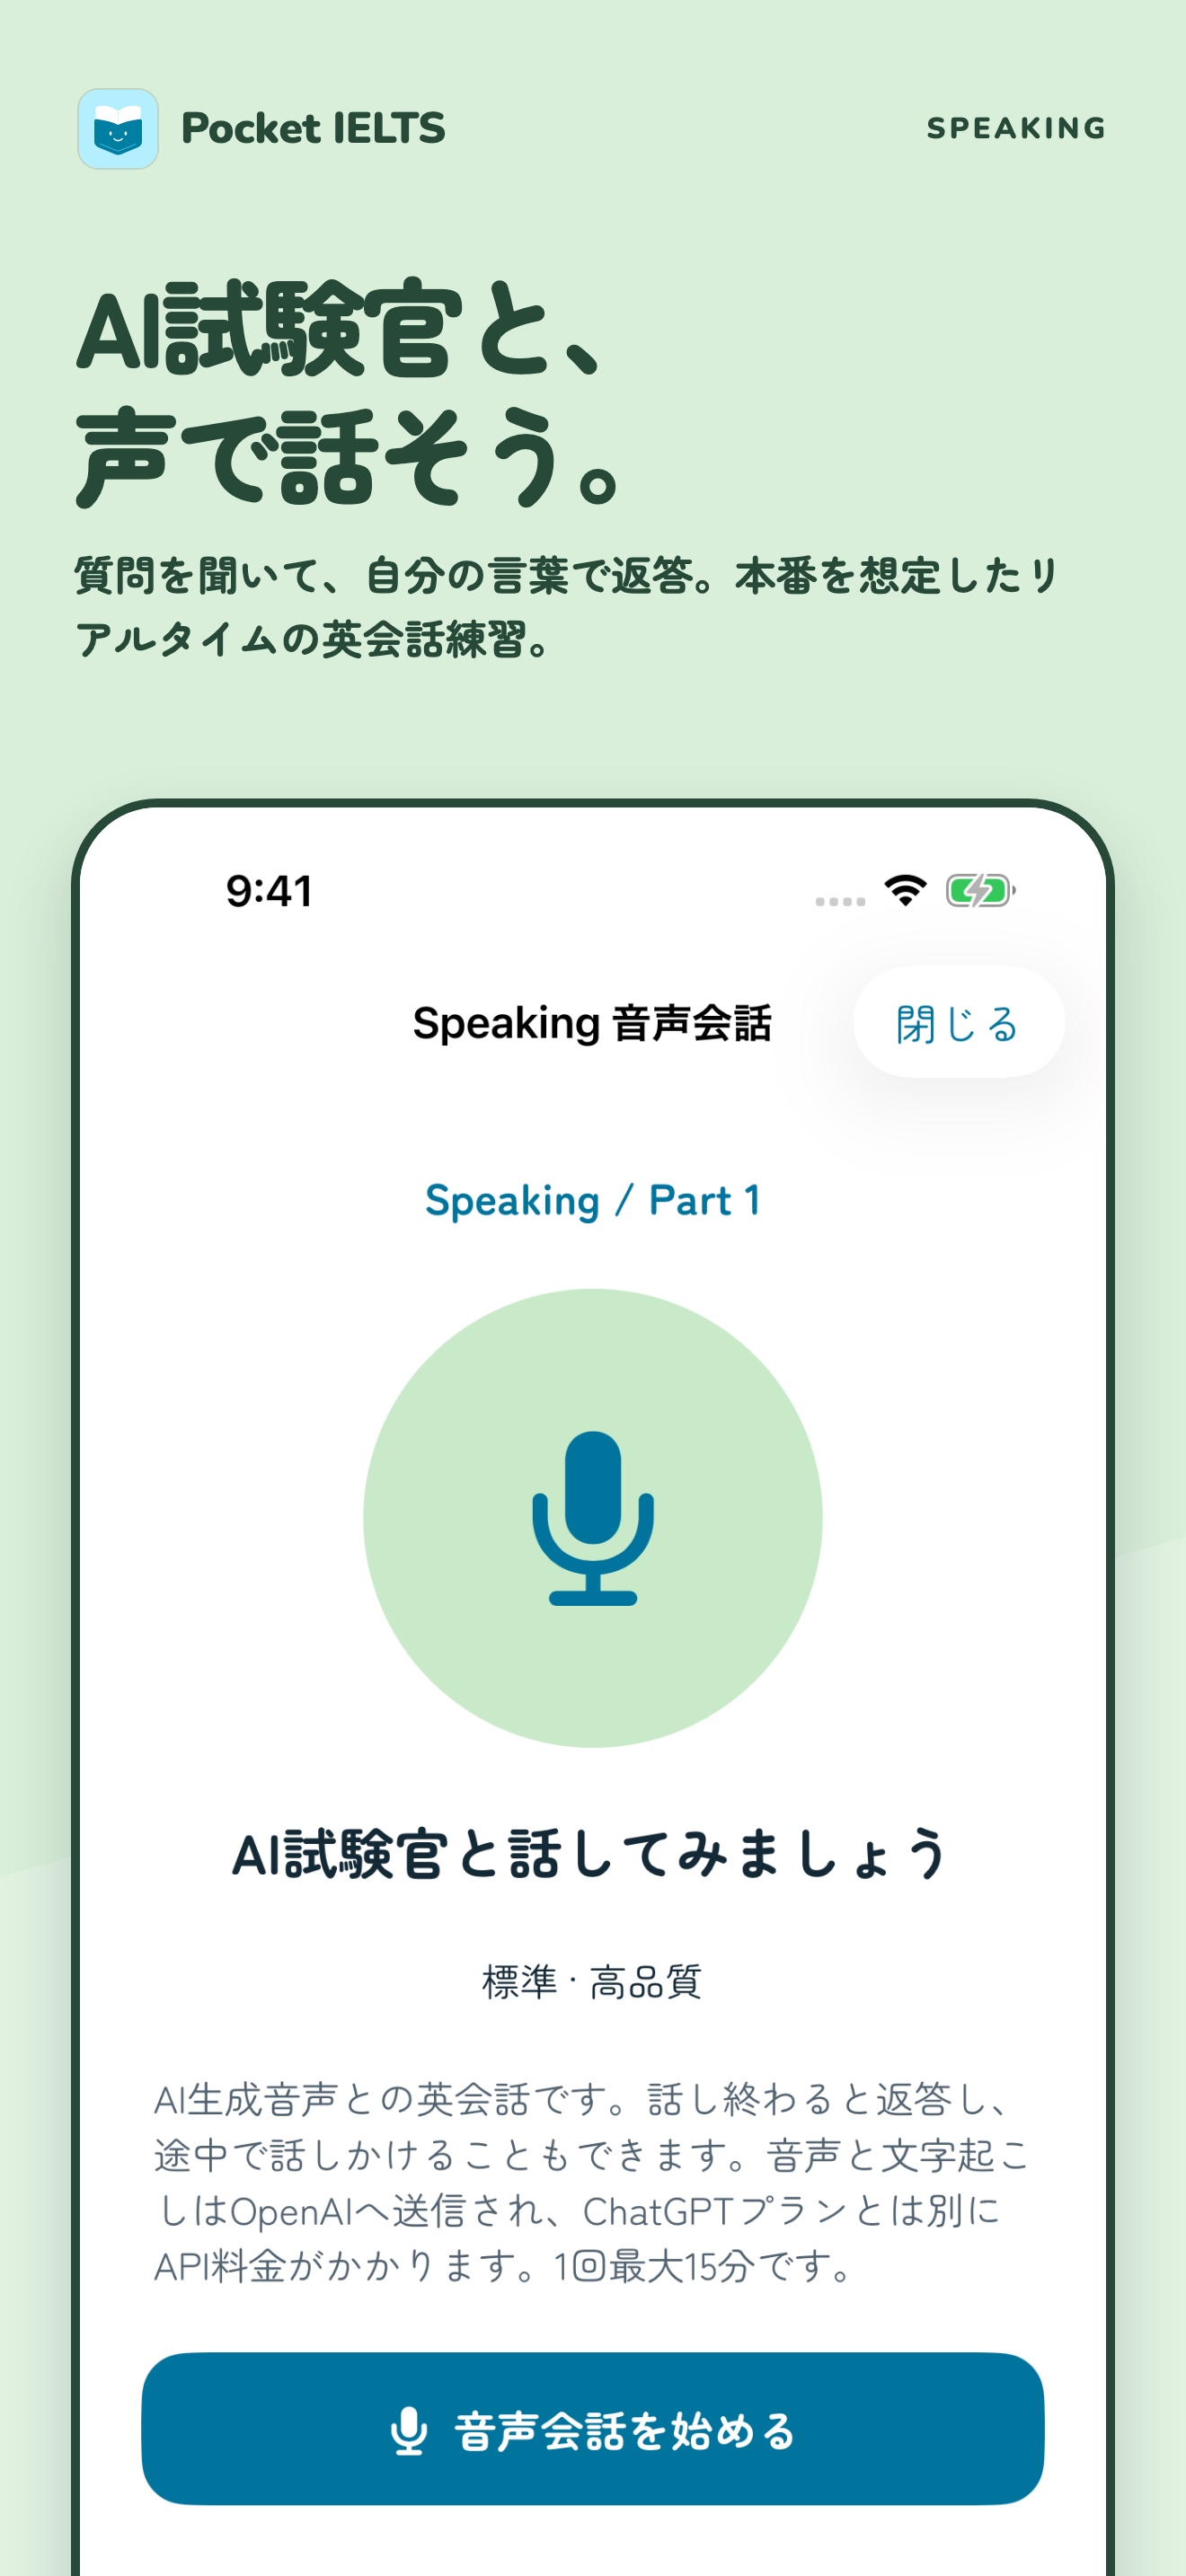 Pocket IELTS
SPEAKING
AI試験官と、
声で話そう。
質問を聞いて、自分の言葉で返答。本番を想定したリ
アルタイムの英会話練習。
9:41
Speaking 音声会話
閉じる
Speaking / Part 1
AI試験官と話してみましょう
標準 · 高品質
AI生成音声との英会話です。話し終わると返答し、
途中で話しかけることもできます。音声と文字起こ
しはOpenAIへ送信され、ChatGPTプランとは別に
API料金がかかります。1回最大15分です。
音声会話を始める